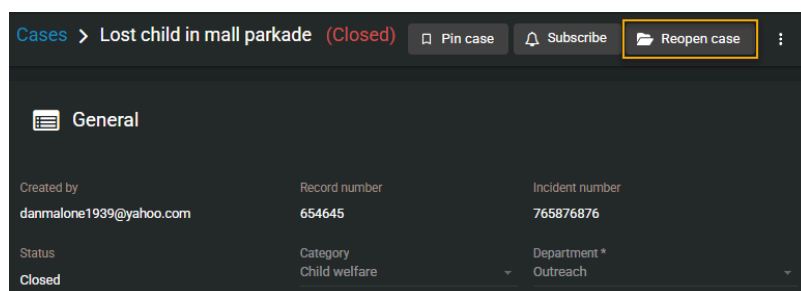 Cases > Lost child in mall parkade (Closed) Pin case Subscribe Reopen case
General
Created by Record number Incident number
danmalone1939@yahoo.com 654645 765876876
Status Category Department *
Closed Child welfare Outreach